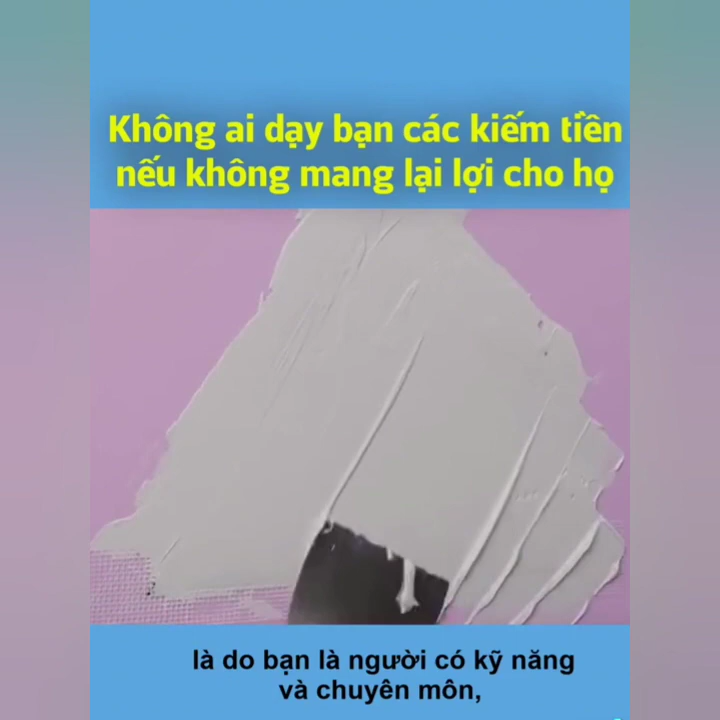 Không ai dạy bạn các kiếm tiền
nếu không mang lại lợi cho họ
là do bạn là người có kỹ năng
và chuyên môn,